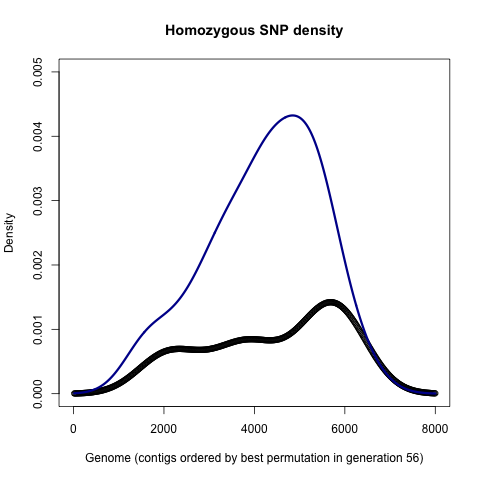 Homozygous SNP density
0.005
0.004
0.003
0.002
0.001
0.000
Density
0 2000 4000 6000 8000
Genome (contigs ordered by best permutation in generation 56)